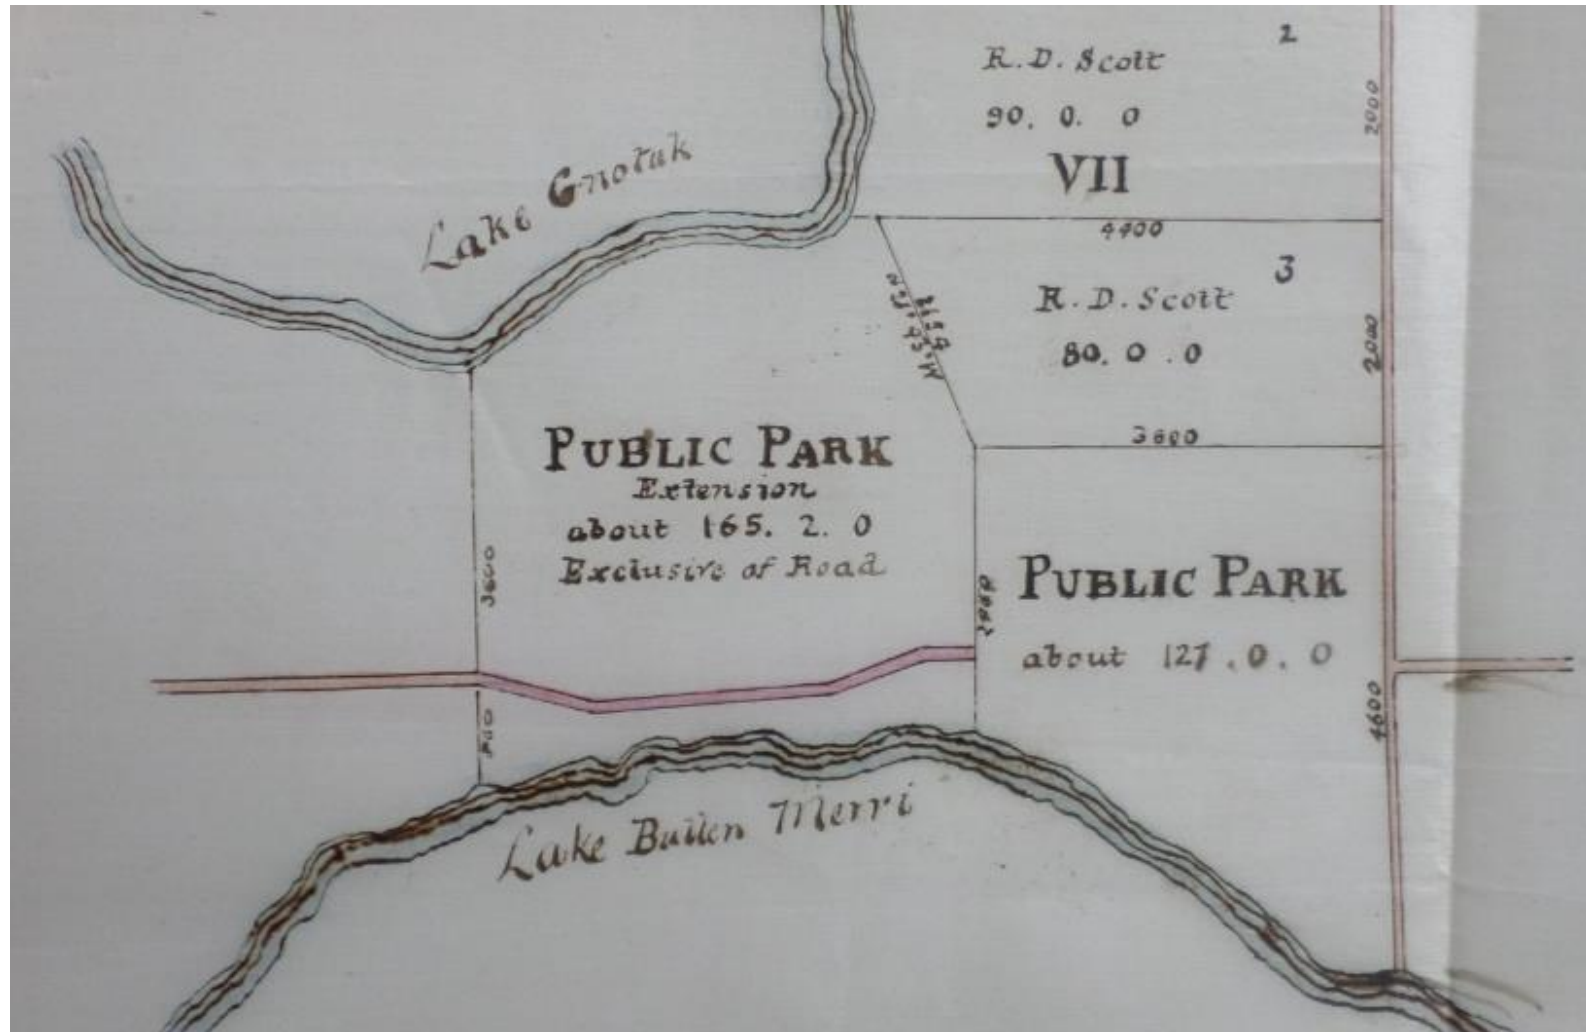 2
R. D. Scott
90. 0. 0
2000
VII
Lake Gnotuk
4400
3
R. D. Scott
80. 0. 0
2000
3600
PUBLIC PARK
Extension
about 165. 2. 0
Exclusive of Road
3600
PUBLIC PARK
about 127. 0. 0
4600
Lake Bullen Merri